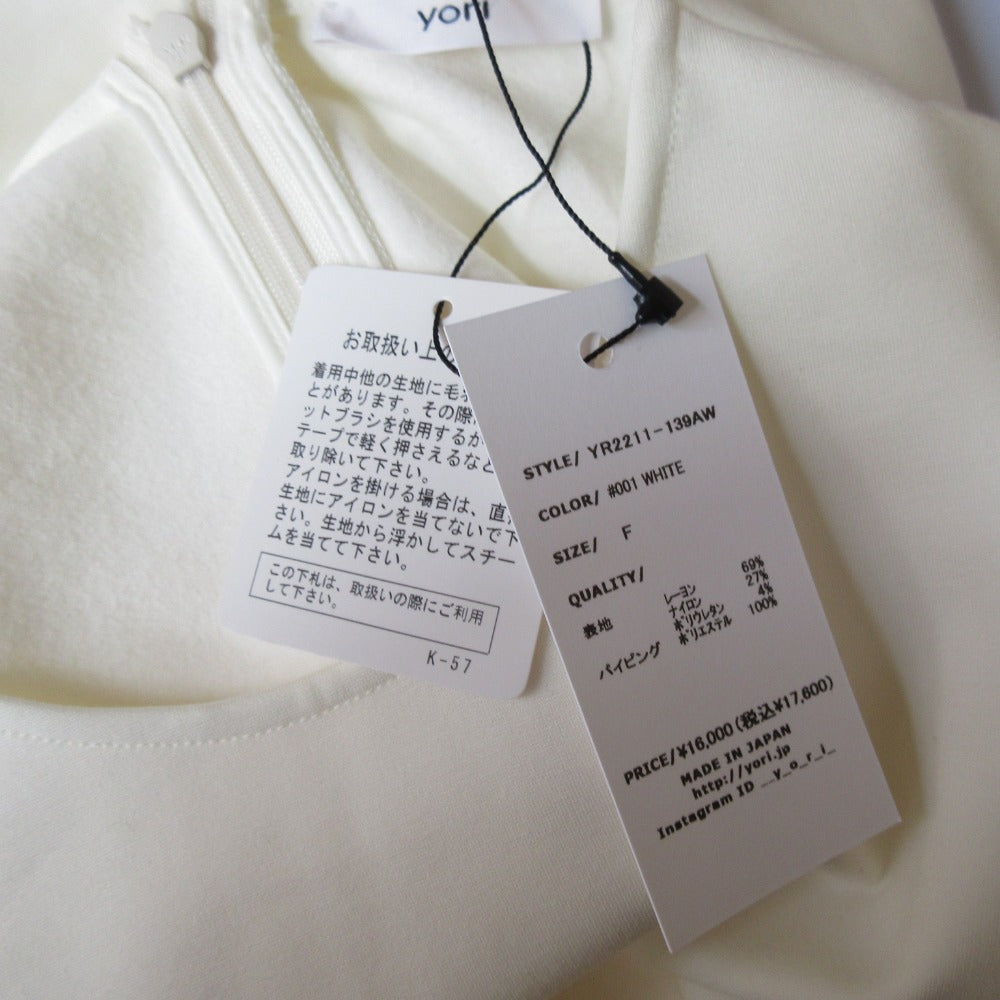 yori
お取扱い上の
着用中他の生地に毛
とがあります。その際
ットブラシを使用するか
テープで軽く押さえるなど
取り除いて下さい。
アイロンを掛ける場合は、直
生地にアイロンを当てないで下
さい。生地から浮かしてスチー
ムを当てて下さい。
この下札は、取扱いの際にご利用
して下さい。
K-57
STYLE/ YR2211-139AW
COLOR/ #001 WHITE
SIZE/ F
QUALITY/
表地 レーヨン 69%
ナイロン 27%
ポリウレタン 4%
パイピング ポリエステル 100%
PRICE/¥16,000(税込¥17,600)
MADE IN JAPAN
http://yori.jp
Instagram ID __y_o_r_i_